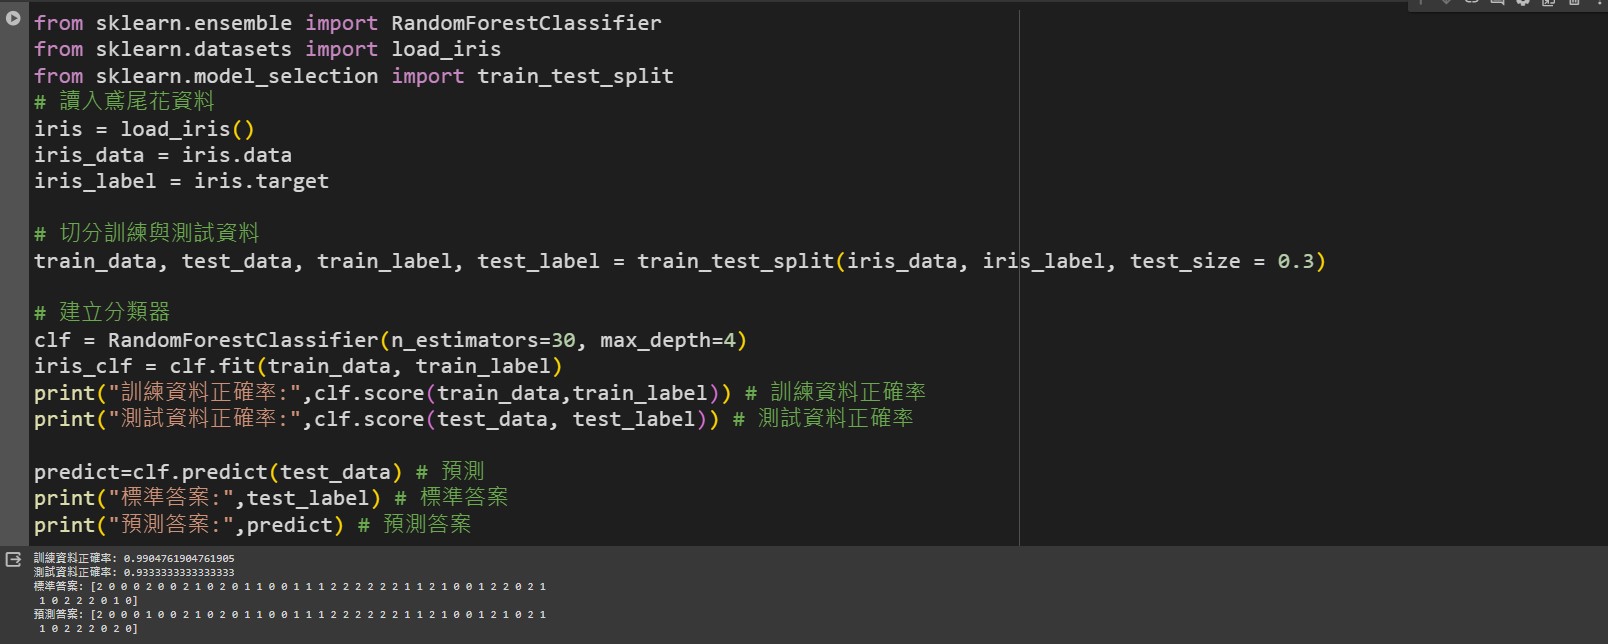 from sklearn.ensemble import RandomForestClassifier
from sklearn.datasets import load_iris
from sklearn.model_selection import train_test_split
# 讀入鳶尾花資料
iris = load_iris()
iris_data = iris.data
iris_label = iris.target
# 切分訓練與測試資料
train_data, test_data, train_label, test_label = train_test_split(iris_data, iris_label, test_size = 0.3)
# 建立分類器
clf = RandomForestClassifier(n_estimators=30, max_depth=4)
iris_clf = clf.fit(train_data, train_label)
print("訓練資料正確率:",clf.score(train_data,train_label)) # 訓練資料正確率
print("測試資料正確率:",clf.score(test_data, test_label)) # 測試資料正確率
predict=clf.predict(test_data) # 預測
print("標準答案:",test_label) # 標準答案
print("預測答案:",predict) # 預測答案
訓練資料正確率: 0.9904761904761905
測試資料正確率: 0.9333333333333333
標準答案: [2 0 0 0 2 0 0 2 1 0 2 0 1 1 0 0 1 1 1 2 2 2 2 2 2 1 1 2 1 0 0 1 2 2 0 2 1
1 0 2 2 2 0 1 0]
預測答案: [2 0 0 0 1 0 0 2 1 0 2 0 1 1 0 0 1 1 1 2 2 2 2 2 2 1 1 2 1 0 0 1 2 1 0 2 1
1 0 2 2 2 0 2 0]